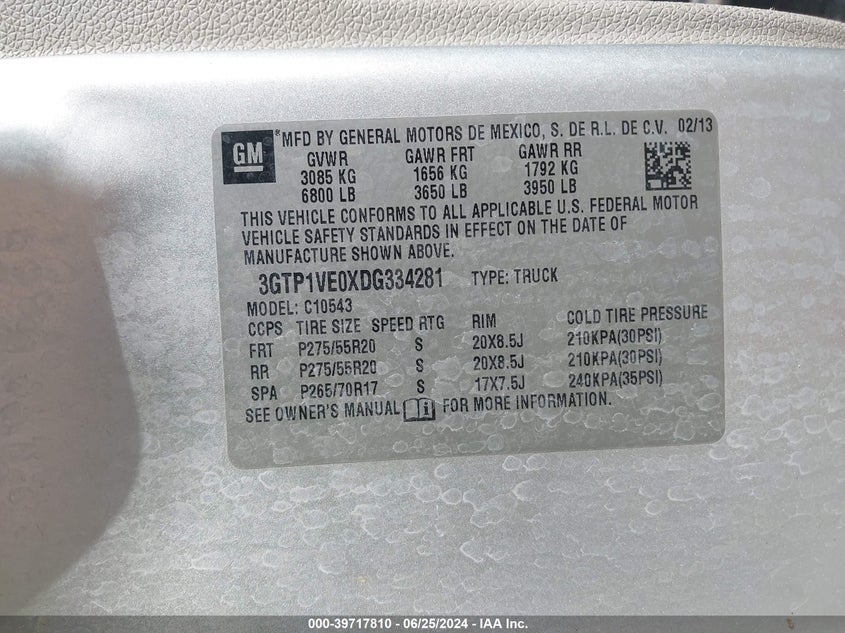 GM ® MFD BY GENERAL MOTORS DE MEXICO, S. DE R.L. DE C.V. 02/13
GVWR GAWR FRT GAWR RR
3085 KG 1656 KG 1792 KG
6800 LB 3650 LB 3950 LB
THIS VEHICLE CONFORMS TO ALL APPLICABLE U.S. FEDERAL MOTOR
VEHICLE SAFETY STANDARDS IN EFFECT ON THE DATE OF
MANUFACTURE SHOWN ABOVE.
3GTP1VE0XDG334281 TYPE: TRUCK
MODEL: C10543
CCPS TIRE SIZE SPEED RTG RIM COLD TIRE PRESSURE
FRT P275/55R20 S 20X8.5J 210KPA(30PSI)
RR P275/55R20 S 20X8.5J 210KPA(30PSI)
SPA P265/70R17 S 17X7.5J 240KPA(35PSI)
SEE OWNER'S MANUAL i FOR MORE INFORMATION.
000-39717810 - 06/25/2024 - IAA Inc.